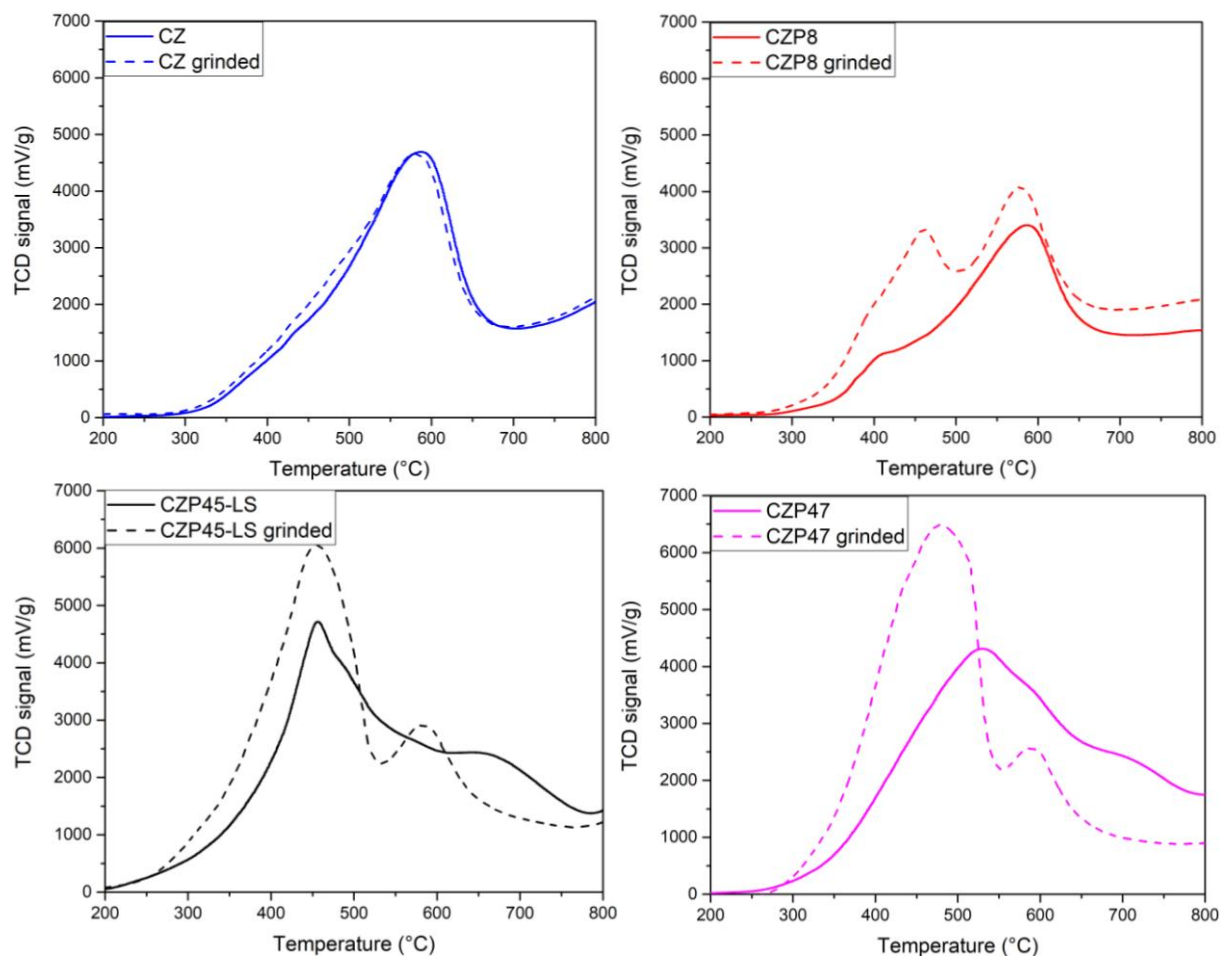 CZ
CZ grinded
7000
6000
5000
4000
3000
2000
1000
0
TCD signal (mV/g)
200 300 400 500 600 700 800
Temperature (°C)
CZP8
CZP8 grinded
7000
6000
5000
4000
3000
2000
1000
0
TCD signal (mV/g)
200 300 400 500 600 700 800
Temperature (°C)
CZP45-LS
CZP45-LS grinded
7000
6000
5000
4000
3000
2000
1000
0
TCD signal (mV/g)
200 300 400 500 600 700 800
Temperature (°C)
CZP47
CZP47 grinded
7000
6000
5000
4000
3000
2000
1000
0
TCD signal (mV/g)
200 300 400 500 600 700 800
Temperature (°C)